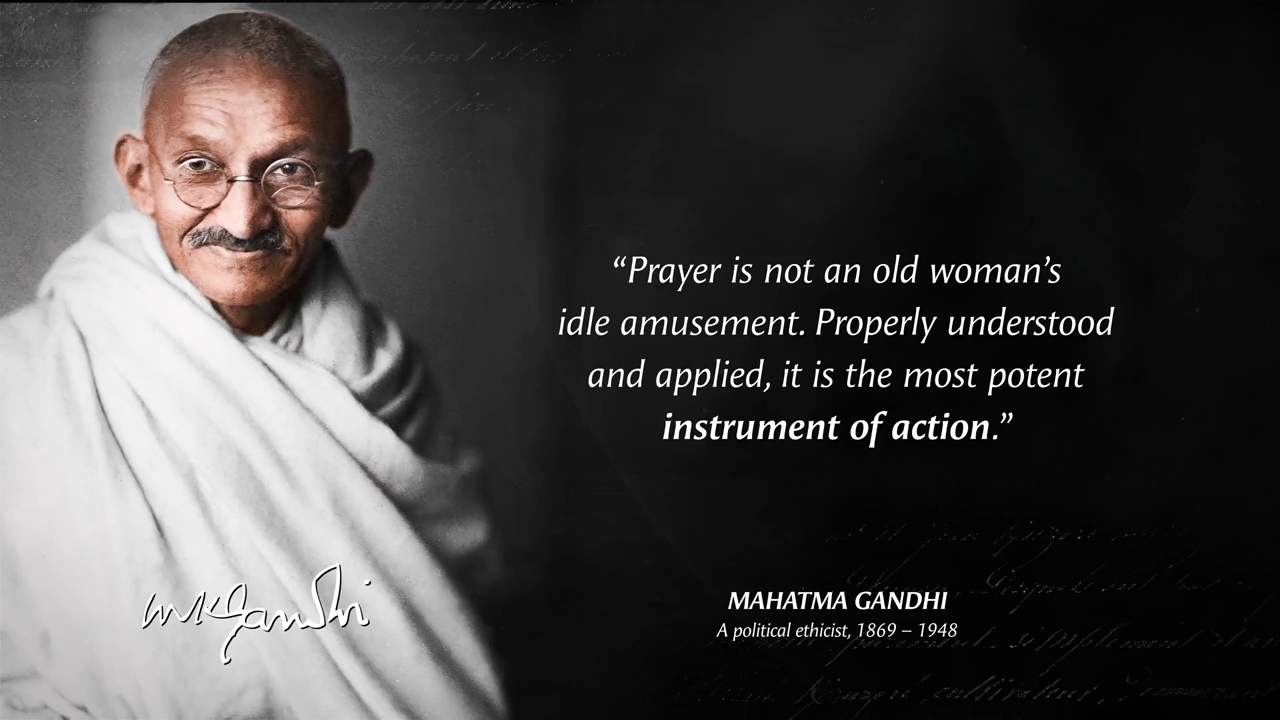 “Prayer is not an old woman’s
idle amusement. Properly understood
and applied, it is the most potent
instrument of action.”
MKGandhi
MAHATMA GANDHI
A political ethicist, 1869 – 1948